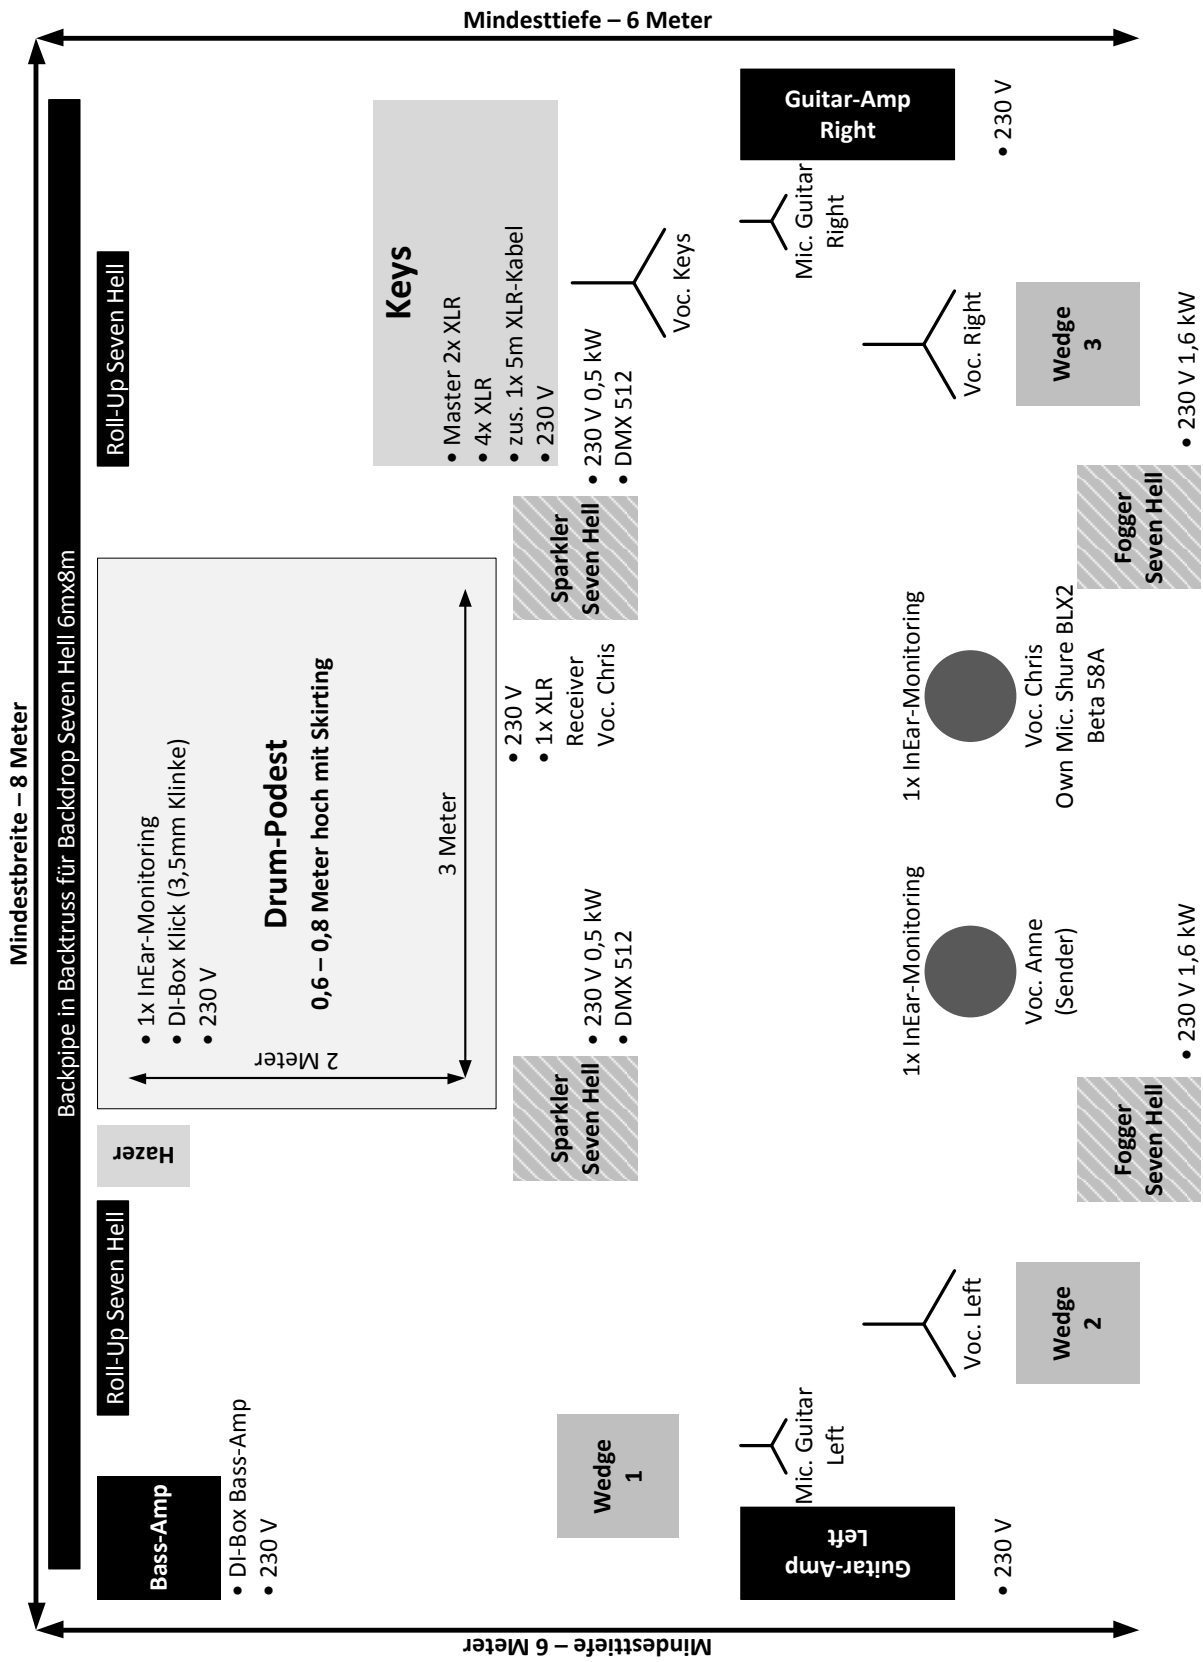 Mindestbreite – 8 Meter
Mindesttiefe – 6 Meter
Mindesttiefe – 6 Meter
Backpipe in Backtruss für Backdrop Seven Hell 6mx8m
Bass-Amp
• DI-Box Bass-Amp
• 230 V
Roll-Up Seven Hell
Hazer
• 1x InEar-Monitoring
• DI-Box Klick (3,5mm Klinke)
• 230 V
Drum-Podest
0,6 – 0,8 Meter hoch mit Skirting
2 Meter
3 Meter
Roll-Up Seven Hell
Keys
• Master 2x XLR
• 4x XLR
• zus. 1x 5m XLR-Kabel
• 230 V
Wedge
1
Sparkler
Seven Hell
• 230 V 0,5 kW
• DMX 512
• 230 V
• 1x XLR
Receiver
Voc. Chris
Sparkler
Seven Hell
• 230 V 0,5 kW
• DMX 512
Voc. Keys
Guitar-Amp
Left
• 230 V
Mic. Guitar
Left
Mic. Guitar
Right
Guitar-Amp
Right
• 230 V
Voc. Left
Wedge
2
1x InEar-Monitoring
Voc. Anne
(Sender)
1x InEar-Monitoring
Voc. Chris
Own Mic. Shure BLX2
Beta 58A
Voc. Right
Wedge
3
Fogger
Seven Hell
• 230 V 1,6 kW
Fogger
Seven Hell
• 230 V 1,6 kW